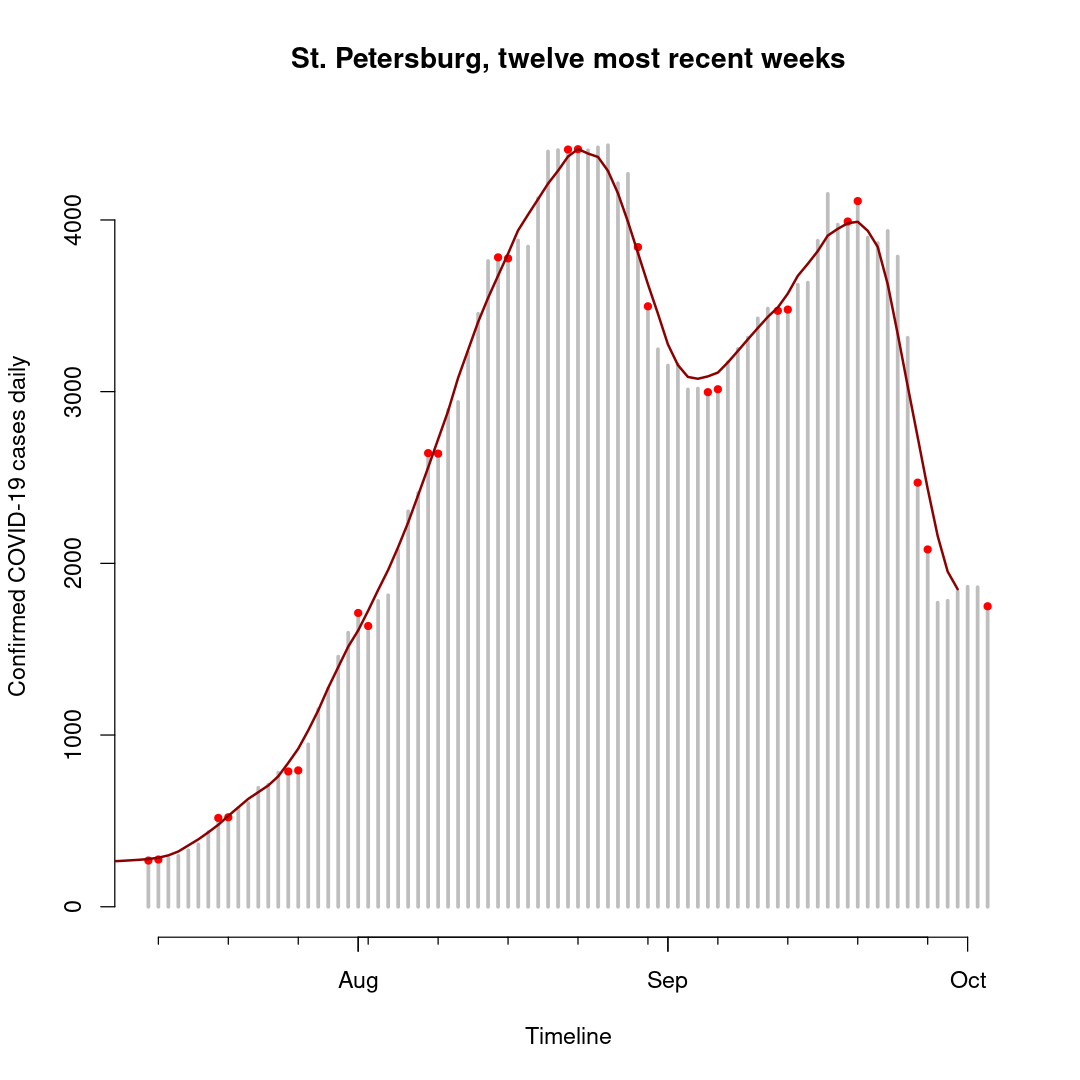 St. Petersburg, twelve most recent weeks
Confirmed COVID-19 cases daily
4000
3000
2000
1000
0
Aug
Sep
Oct
Timeline